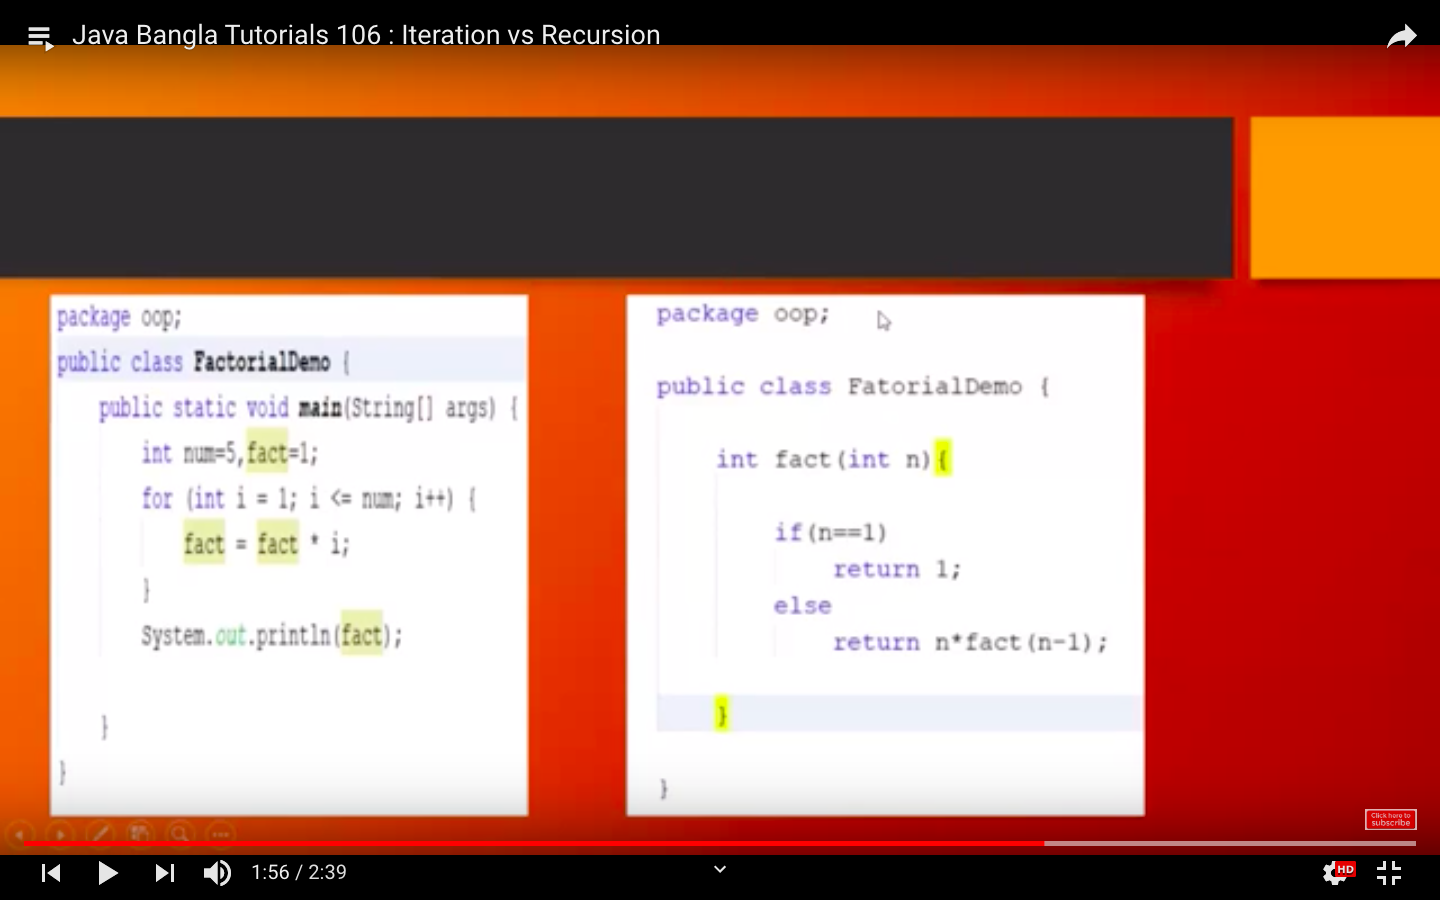 Java Bangla Tutorials 106 : Iteration vs Recursion
package oop;
public class FactorialDemo {
public static void main(String[] args) {
int num=5,fact=1;
for (int i = 1; i <= num; i++) {
fact = fact * i;
}
System.out.println(fact);
}
}
package oop;
public class FatorialDemo {
int fact(int n){
if(n==1)
return 1;
else
return n*fact(n-1);
}
}
Click here to
subscribe
1:56 / 2:39
HD